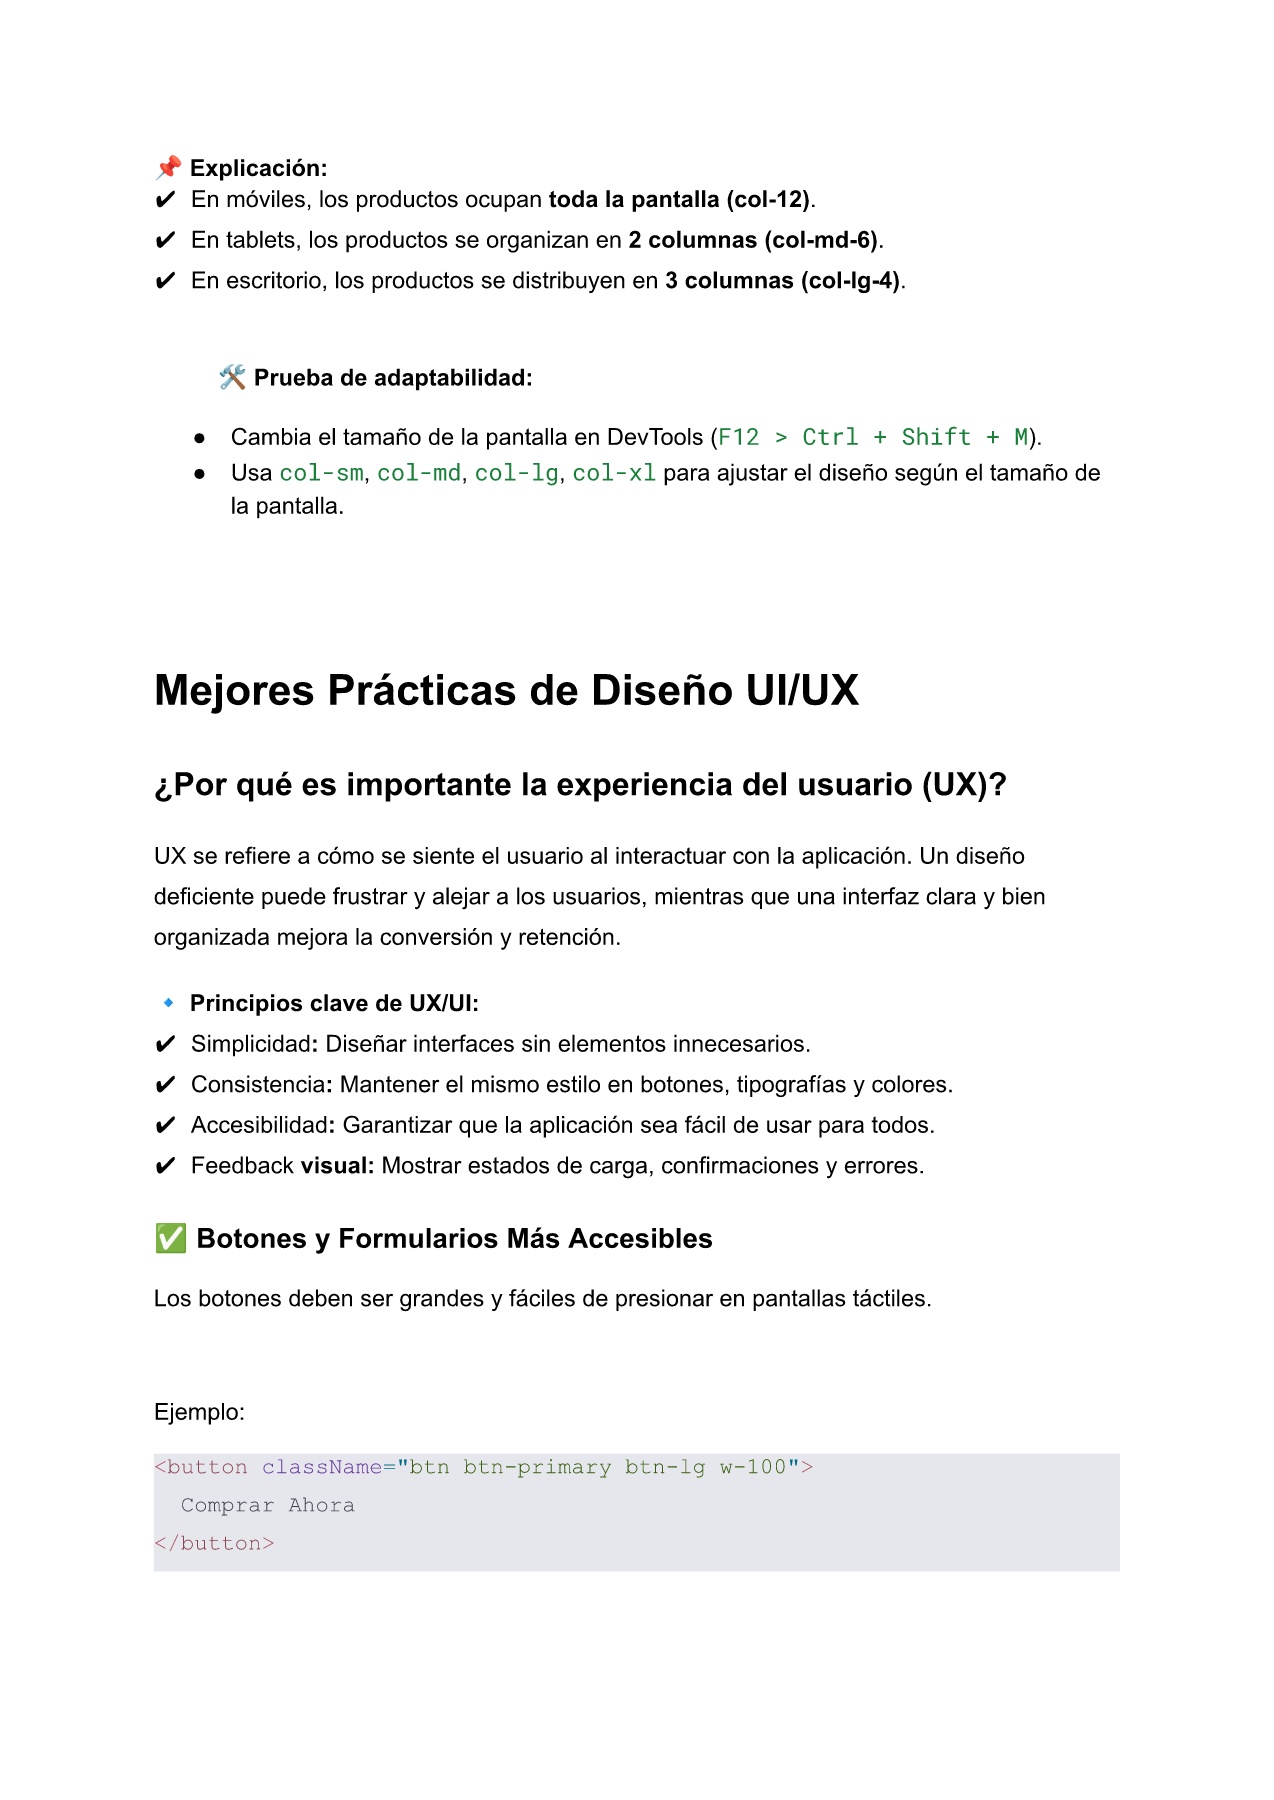 📌 Explicación:
✔ En móviles, los productos ocupan toda la pantalla (col-12).
✔ En tablets, los productos se organizan en 2 columnas (col-md-6).
✔ En escritorio, los productos se distribuyen en 3 columnas (col-lg-4).
🛠 Prueba de adaptabilidad:
● Cambia el tamaño de la pantalla en DevTools (F12 > Ctrl + Shift + M).
● Usa col-sm, col-md, col-lg, col-xl para ajustar el diseño según el tamaño de
la pantalla.
Mejores Prácticas de Diseño UI/UX
¿Por qué es importante la experiencia del usuario (UX)?
UX se refiere a cómo se siente el usuario al interactuar con la aplicación. Un diseño
deficiente puede frustrar y alejar a los usuarios, mientras que una interfaz clara y bien
organizada mejora la conversión y retención.
🔹 Principios clave de UX/UI:
✔ Simplicidad: Diseñar interfaces sin elementos innecesarios.
✔ Consistencia: Mantener el mismo estilo en botones, tipografías y colores.
✔ Accesibilidad: Garantizar que la aplicación sea fácil de usar para todos.
✔ Feedback visual: Mostrar estados de carga, confirmaciones y errores.
✅ Botones y Formularios Más Accesibles
Los botones deben ser grandes y fáciles de presionar en pantallas táctiles.
Ejemplo:
<button className="btn btn-primary btn-lg w-100">
  Comprar Ahora
</button>